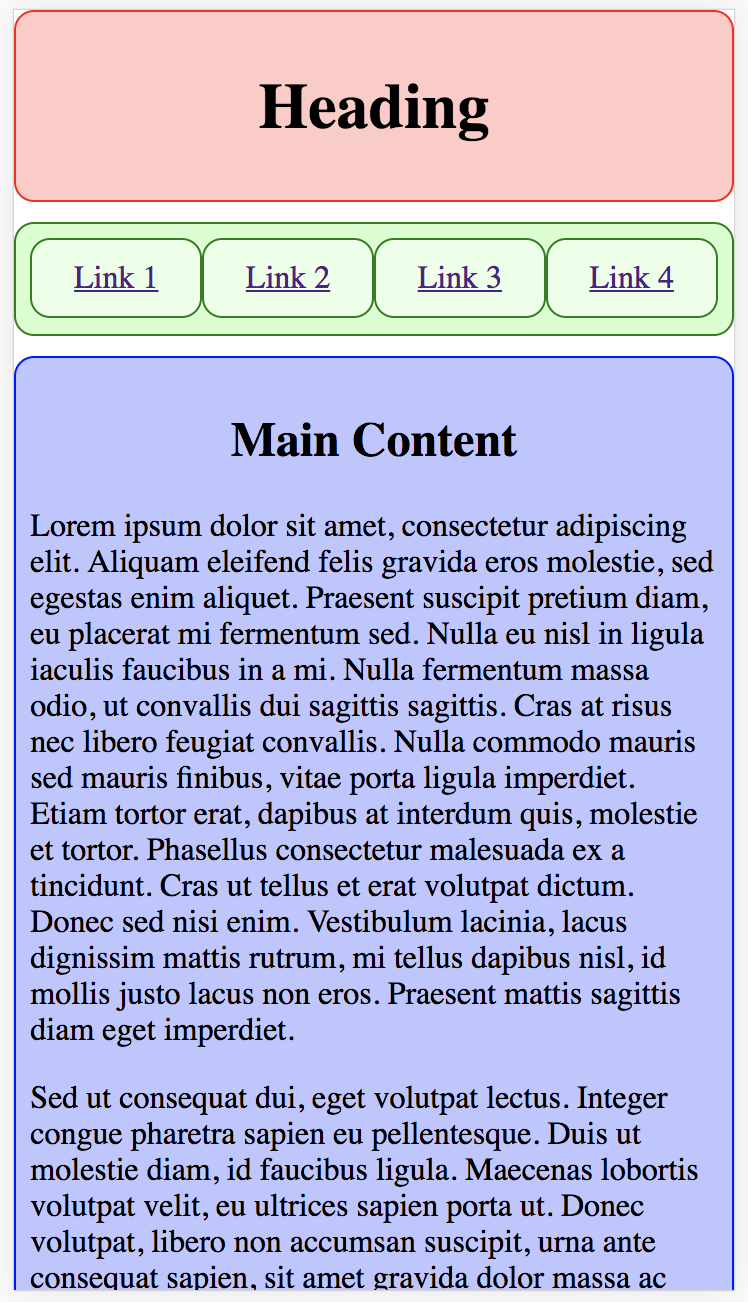 Heading
Link 1 Link 2 Link 3 Link 4
Main Content
Lorem ipsum dolor sit amet, consectetur adipiscing
elit. Aliquam eleifend felis gravida eros molestie, sed
egestas enim aliquet. Praesent suscipit pretium diam,
eu placerat mi fermentum sed. Nulla eu nisl in ligula
iaculis faucibus in a mi. Nulla fermentum massa
odio, ut convallis dui sagittis sagittis. Cras at risus
nec libero feugiat convallis. Nulla commodo mauris
sed mauris finibus, vitae porta ligula imperdiet.
Etiam tortor erat, dapibus at interdum quis, molestie
et tortor. Phasellus consectetur malesuada ex a
tincidunt. Cras ut tellus et erat volutpat dictum.
Donec sed nisi enim. Vestibulum lacinia, lacus
dignissim mattis rutrum, mi tellus dapibus nisl, id
mollis justo lacus non eros. Praesent mattis sagittis
diam eget imperdiet.
Sed ut consequat dui, eget volutpat lectus. Integer
congue pharetra sapien eu pellentesque. Duis ut
molestie diam, id faucibus ligula. Maecenas lobortis
volutpat velit, eu ultrices sapien porta ut. Donec
volutpat, libero non accumsan suscipit, urna ante
consequat sapien, sit amet gravida dolor massa ac